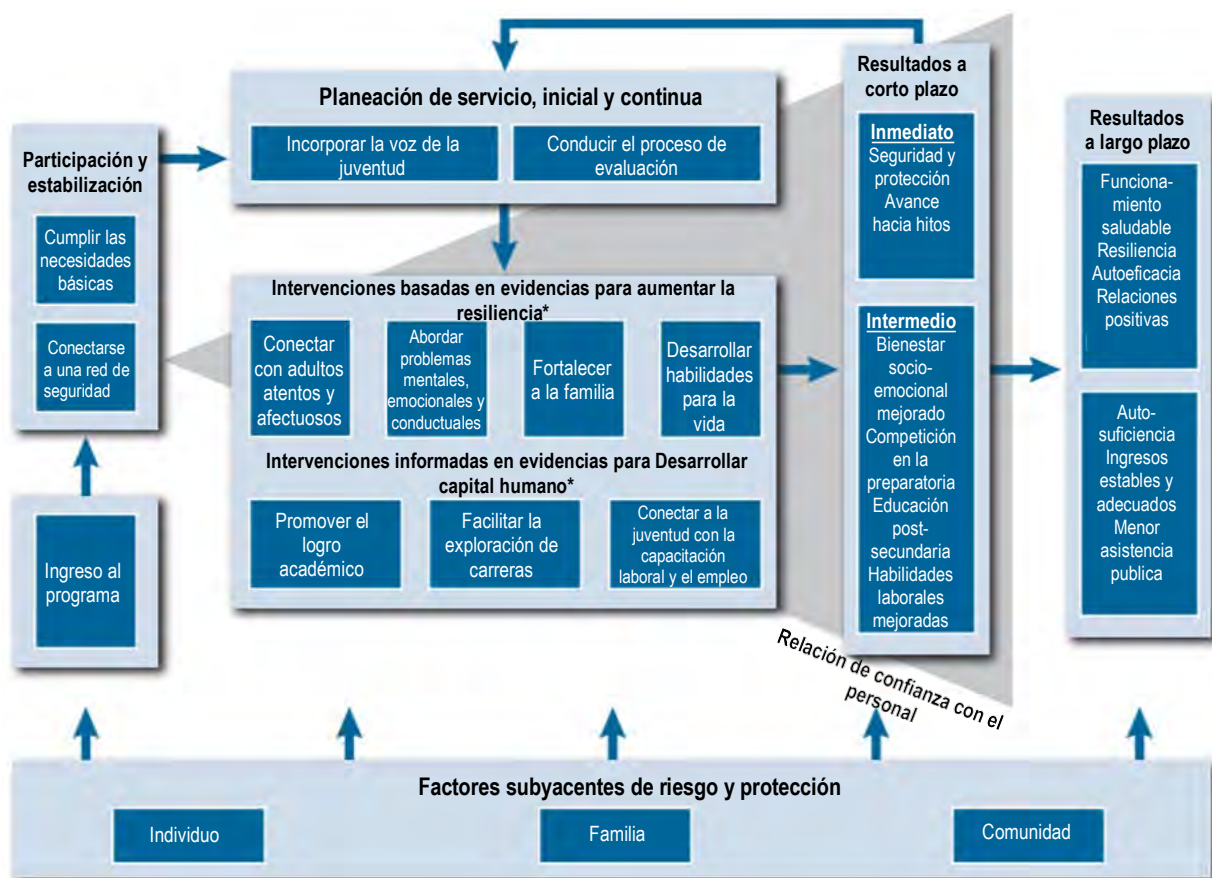 Planeación de servicio, inicial y continua
Incorporar la voz de la
juventud
Conducir el proceso de
evaluación
Participación y
estabilización
Cumplir las
necesidades
básicas
Conectarse
a una red de
seguridad
Ingreso al
programa
Intervenciones basadas en evidencias para aumentar la
resiliencia*
Conectar
con adultos
atentos y
afectuosos
Abordar
problemas
mentales,
emocionales y
conductuales
Fortalecer
a la familia
Desarrollar
habilidades
para la
vida
Intervenciones informadas en evidencias para Desarrollar
capital humano*
Promover el
logro
académico
Facilitar la
exploración de
carreras
Conectar a la
juventud con la
capacitación
laboral y el empleo
Resultados a
corto plazo
Inmediato
Seguridad y
protección
Avance
hacia hitos
Intermedio
Bienestar
socio-
emocional
mejorado
Competición
en la
preparatoria
Educación
post-
secundaria
Habilidades
laborales
mejoradas
Resultados
a largo plazo
Funciona-
miento
saludable
Resiliencia
Autoeficacia
Relaciones
positivas
Auto-
suficiencia
Ingresos
estables y
adecuados
Menor
asistencia
publica
Relación de confianza con el
personal
Factores subyacentes de riesgo y protección
Individuo
Familia
Comunidad